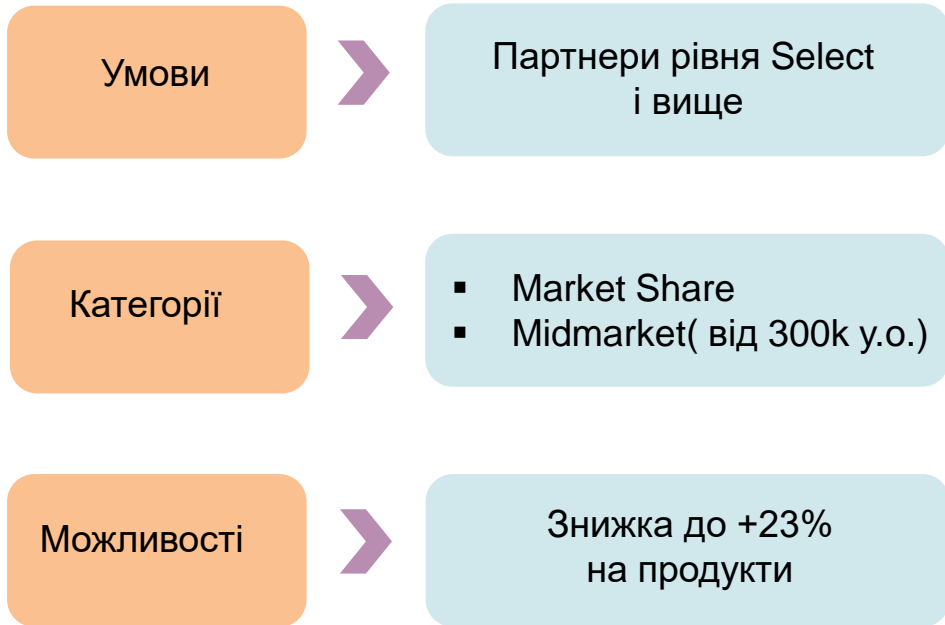 Умови
Партнери рівня Select
і вище
Категорії
▪ Market Share
▪ Midmarket( від 300k у.о.)
Можливості
Знижка до +23%
на продукти